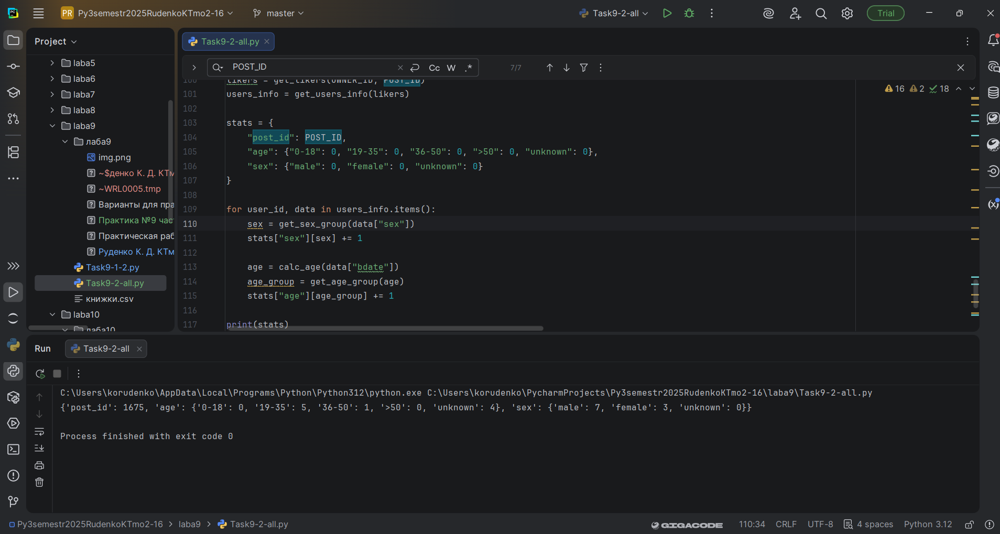 PC
PR Py3semestr2025RudenkoKTmo2-16
master
Task9-2-all
Trial
Project
laba5
laba6
laba7
laba8
laba9
лаба9
img.png
~$денко К. Д. КТм
~WRL0005.tmp
Варианты для пра
Практика №9 час
Практическая раб
Руденко К. Д. КТм
Task9-1-2.py
Task9-2-all.py
книжки.csv
laba10
лаба10
Task9-2-all.py
POST_ID
Cc W .*
7/7
16 2 18
100 likers = get_likers(OWNER_ID, POST_ID)
101 users_info = get_users_info(likers)
102
103 stats = {
104 "post_id": POST_ID,
105 "age": {"0-18": 0, "19-35": 0, "36-50": 0, ">50": 0, "unknown": 0},
106 "sex": {"male": 0, "female": 0, "unknown": 0}
107 }
108
109 for user_id, data in users_info.items():
110 sex = get_sex_group(data["sex"])
111 stats["sex"][sex] += 1
112
113 age = calc_age(data["bdate"])
114 age_group = get_age_group(age)
115 stats["age"][age_group] += 1
116
117 print(stats)
Run
Task9-2-all
C:\Users\korudenko\AppData\Local\Programs\Python\Python312\python.exe C:\Users\korudenko\PycharmProjects\Py3semestr2025RudenkoKTmo2-16\laba9\Task9-2-all.py
{'post_id': 1675, 'age': {'0-18': 0, '19-35': 5, '36-50': 1, '>50': 0, 'unknown': 4}, 'sex': {'male': 7, 'female': 3, 'unknown': 0}}
Process finished with exit code 0
Py3semestr2025RudenkoKTmo2-16 > laba9 > Task9-2-all.py
GIGACODE
110:34
CRLF
UTF-8
4 spaces
Python 3.12